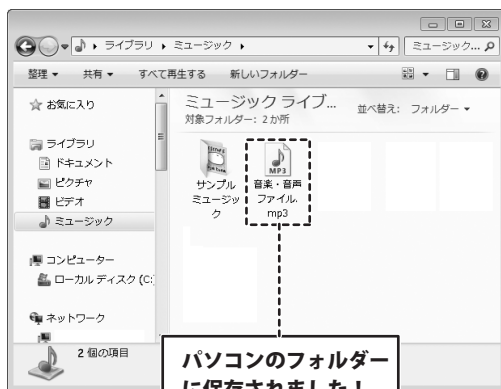 ライブラリ ▸ ミュージック ▸
ミュージック...
整理 ▼ 共有 ▼ すべて再生する 新しいフォルダー
お気に入り
ライブラリ
ドキュメント
ピクチャ
ビデオ
ミュージック
コンピューター
ローカル ディスク (C:)
ネットワーク
ミュージック ライブ...
対象フォルダー: 2 か所
並べ替え: フォルダー ▼
サンプル
ミュージッ
ク
MP3
音楽・音声
ファイル.
mp3
2 個の項目
パソコンのフォルダー
に保存されました！